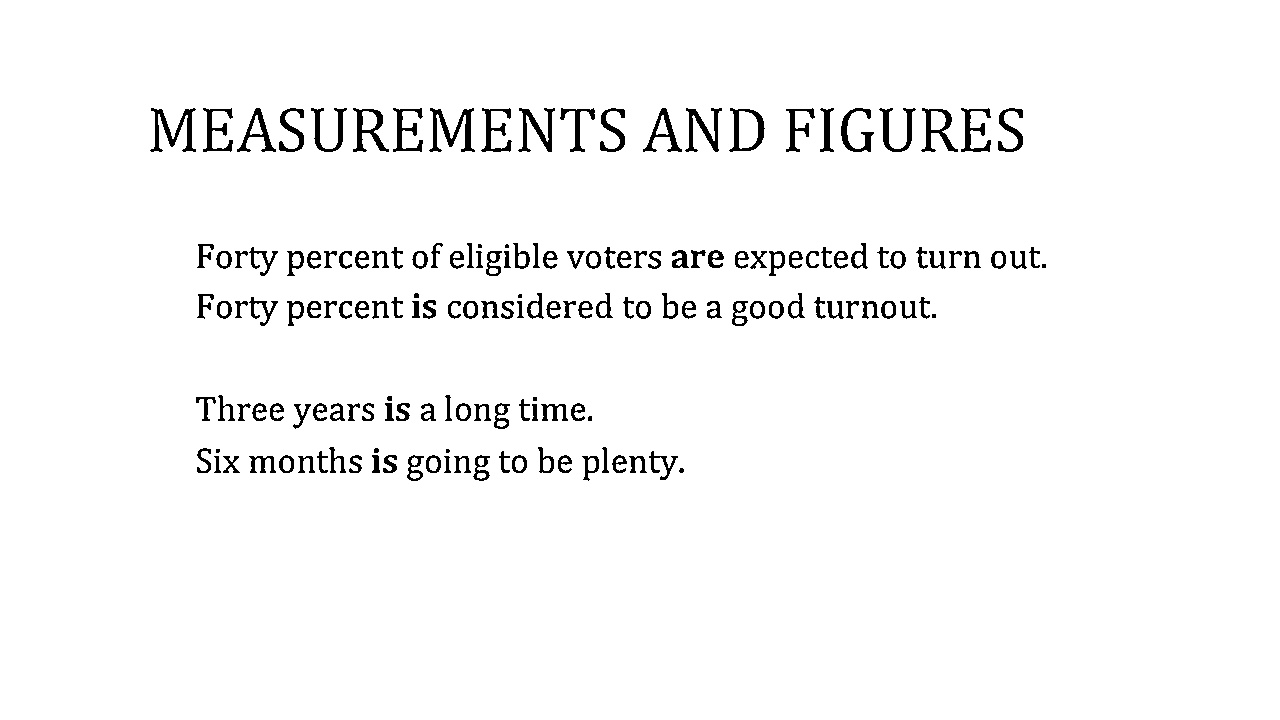 MEASUREMENTS AND FIGURES
Forty percent of eligible voters are expected to turn out.
Forty percent is considered to be a good turnout.
Three years is a long time.
Six months is going to be plenty.